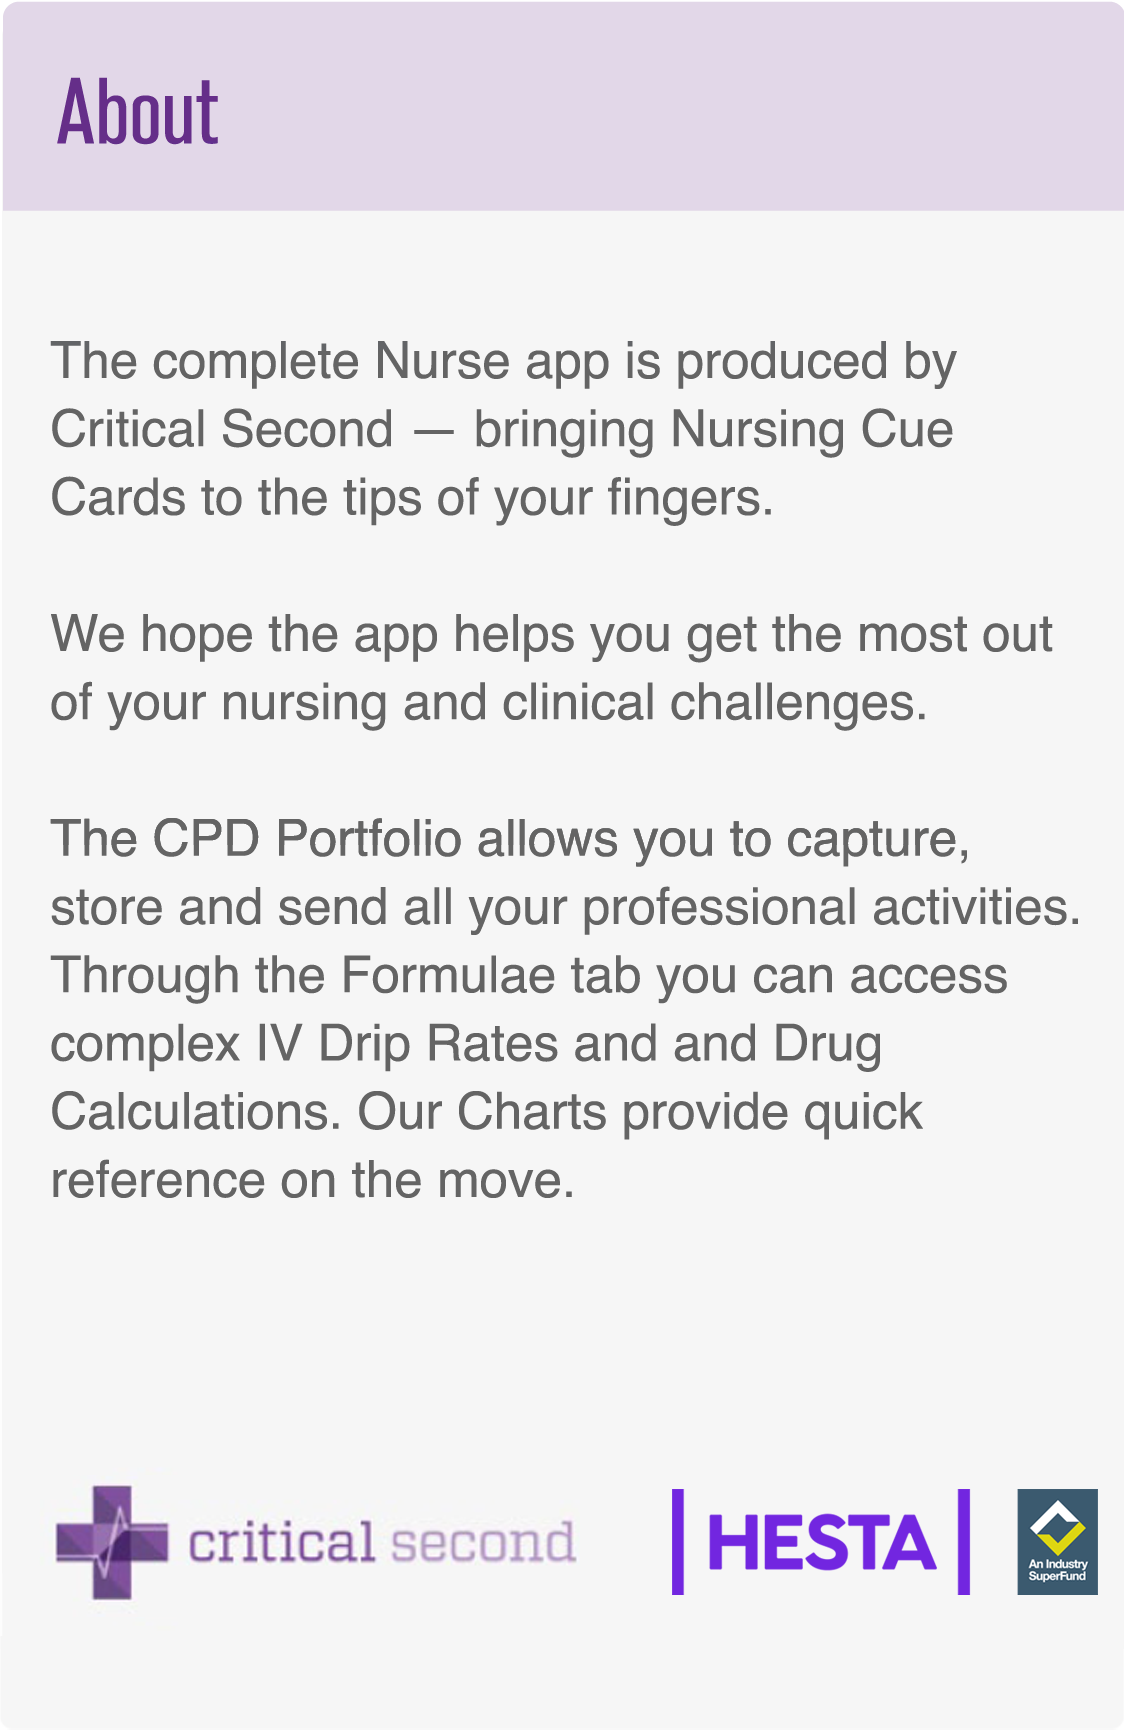 About
The complete Nurse app is produced by
Critical Second — bringing Nursing Cue
Cards to the tips of your fingers.
We hope the app helps you get the most out
of your nursing and clinical challenges.
The CPD Portfolio allows you to capture,
store and send all your professional activities.
Through the Formulae tab you can access
complex IV Drip Rates and and Drug
Calculations. Our Charts provide quick
reference on the move.
critical second
HESTA
An Industry
SuperFund